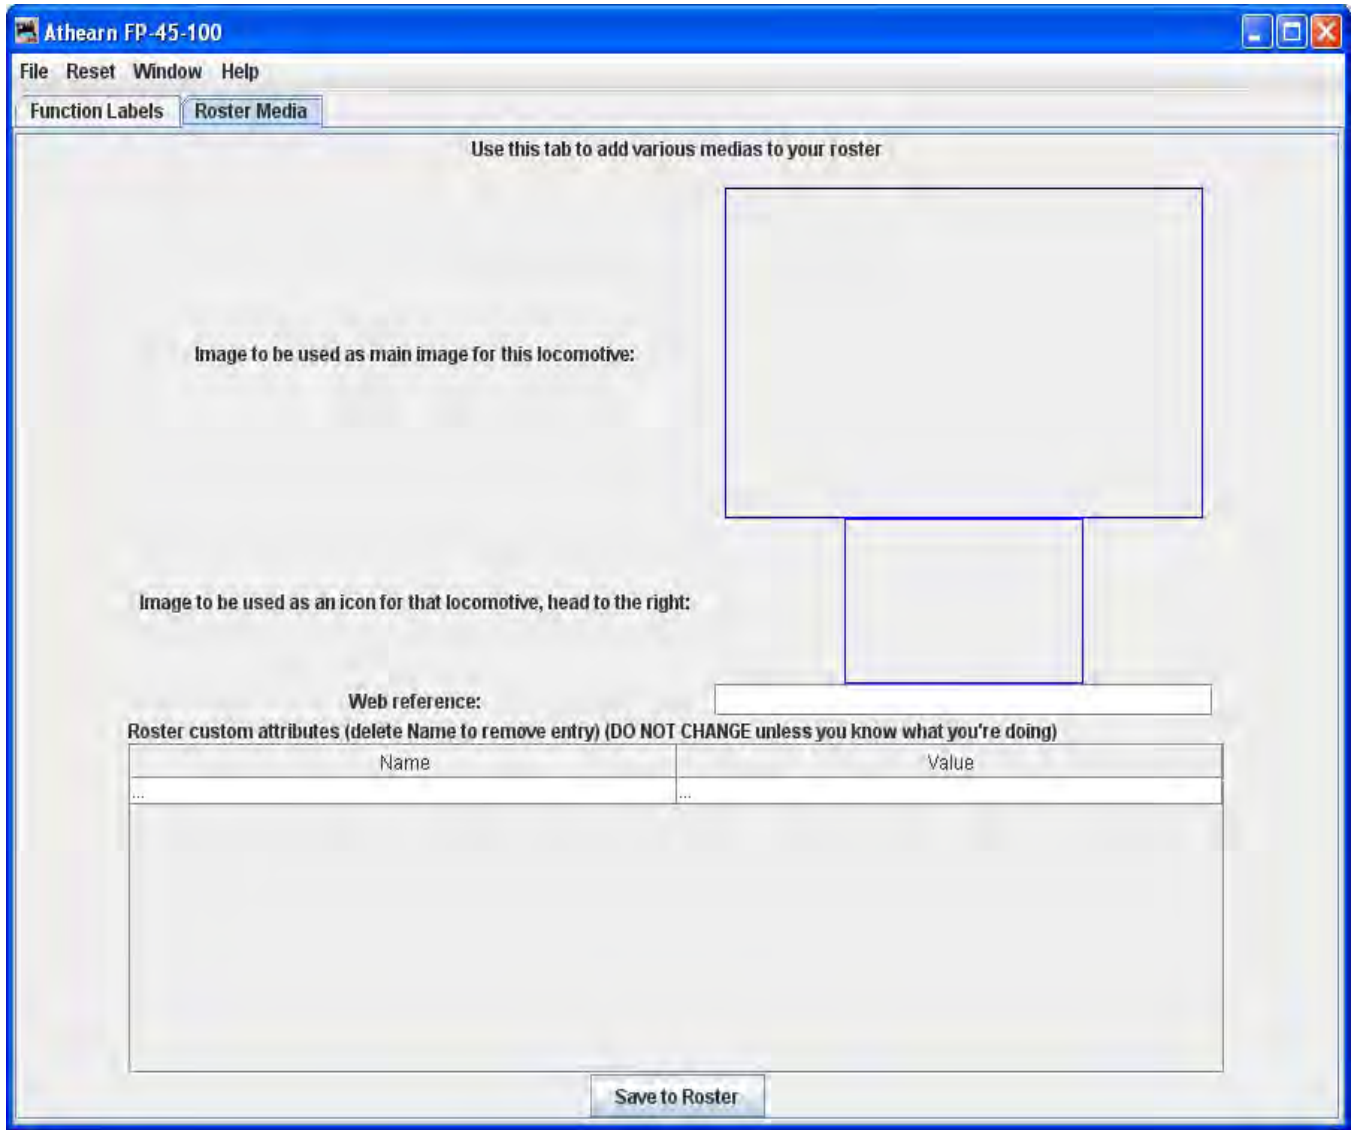 Athearn FP-45-100
File Reset Window Help
Function Labels Roster Media
Use this tab to add various medias to your roster
Image to be used as main image for this locomotive:
Image to be used as an icon for that locomotive, head to the right:
Web reference:
Roster custom attributes (delete Name to remove entry) (DO NOT CHANGE unless you know what you're doing)
Name Value
... ...
Save to Roster